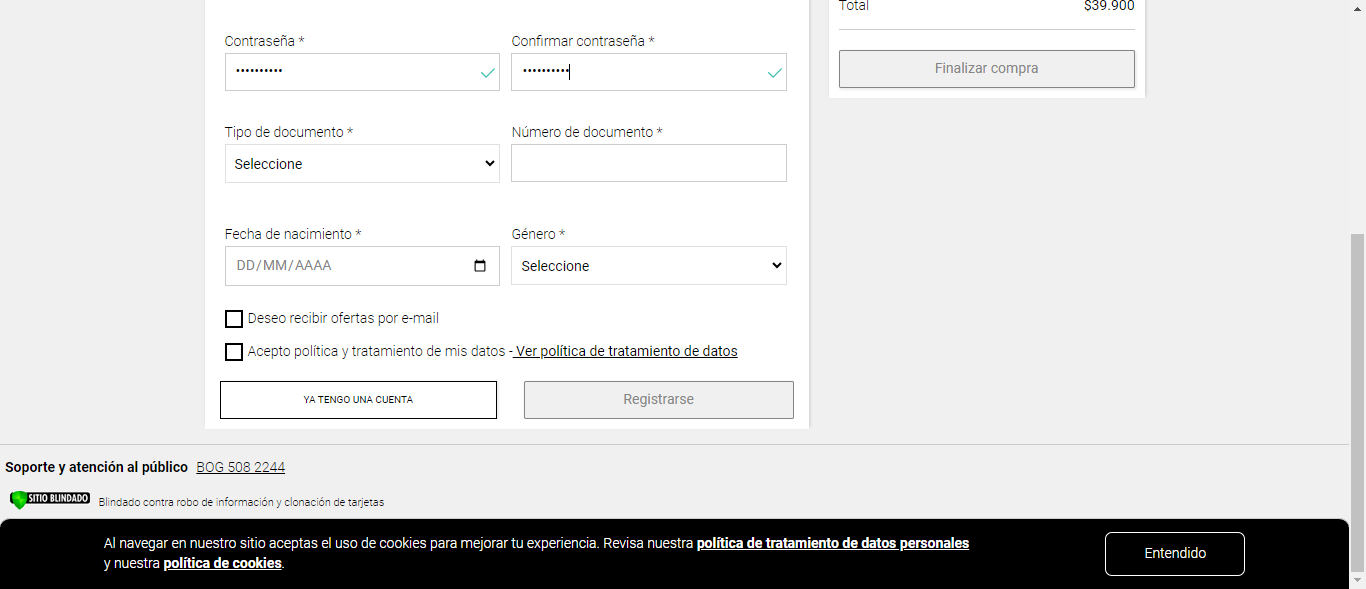 Total $39.900
Contraseña * Confirmar contraseña *
•••••••••• ••••••••••
Finalizar compra
Tipo de documento * Número de documento *
Seleccione
Fecha de nacimiento * Género *
DD/MM/AAAA Seleccione
Deseo recibir ofertas por e-mail
Acepto política y tratamiento de mis datos - Ver política de tratamiento de datos
YA TENGO UNA CUENTA Registrarse
Soporte y atención al público BOG 508 2244
SITIO BLINDADO Blindado contra robo de información y clonación de tarjetas
Al navegar en nuestro sitio aceptas el uso de cookies para mejorar tu experiencia. Revisa nuestra política de tratamiento de datos personales
y nuestra política de cookies.
Entendido